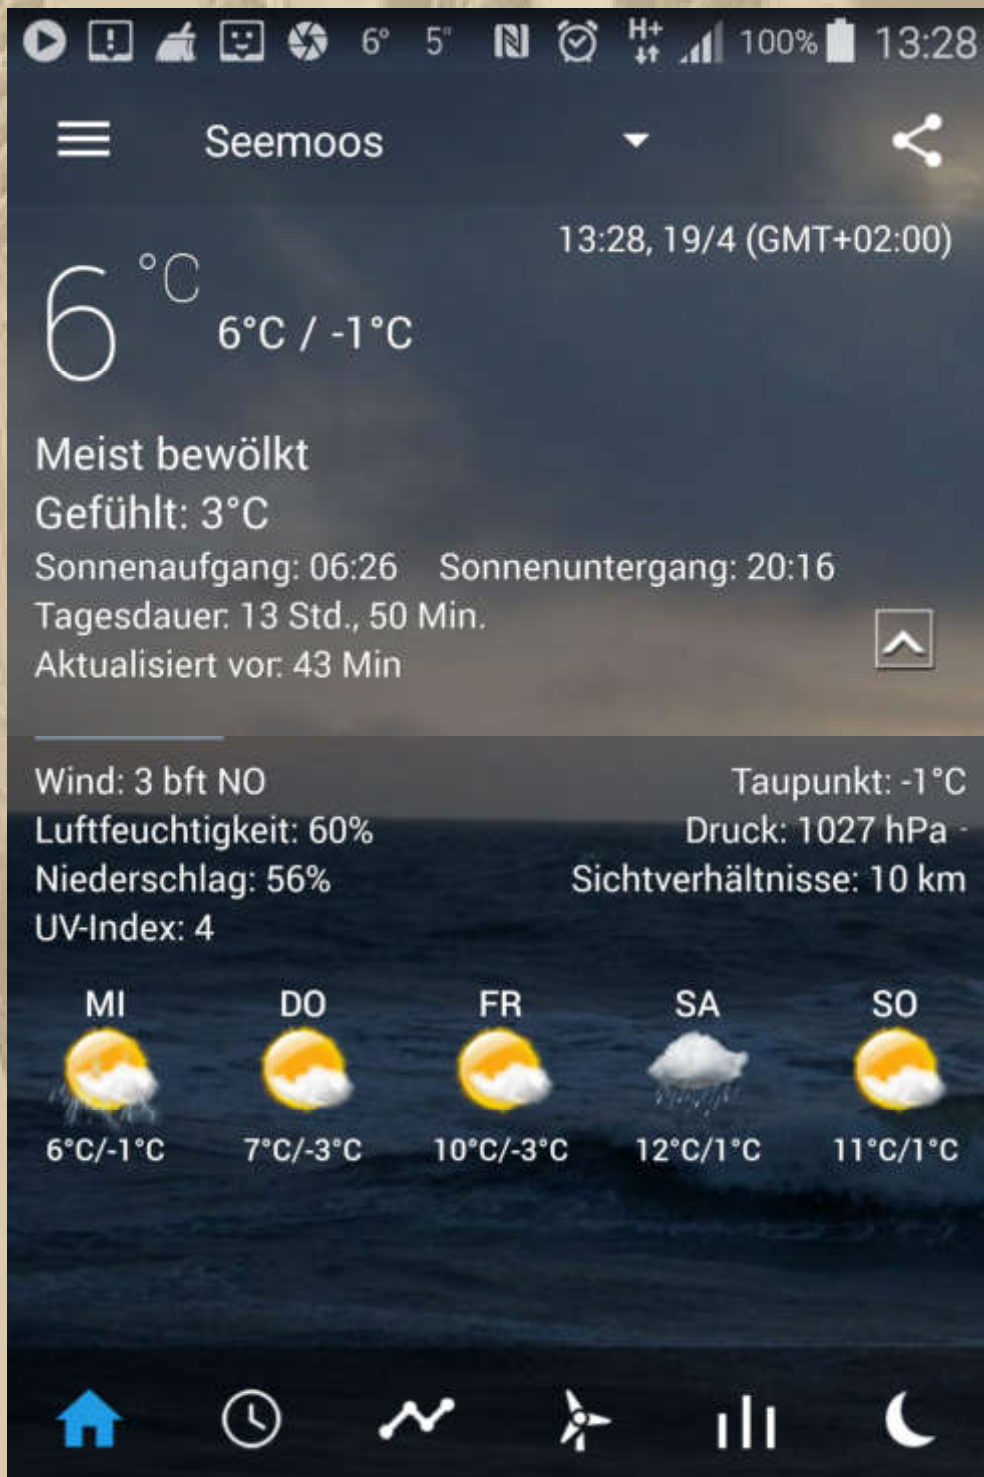 6° 5° H+ 100% 13:28
Seemoos
13:28, 19/4 (GMT+02:00)
6 °C 6°C / -1°C
Meist bewölkt
Gefühlt: 3°C
Sonnenaufgang: 06:26 Sonnenuntergang: 20:16
Tagesdauer: 13 Std., 50 Min.
Aktualisiert vor: 43 Min
Wind: 3 bft NO Taupunkt: -1°C
Luftfeuchtigkeit: 60% Druck: 1027 hPa -
Niederschlag: 56% Sichtverhältnisse: 10 km
UV-Index: 4
MI DO FR SA SO
6°C/-1°C 7°C/-3°C 10°C/-3°C 12°C/1°C 11°C/1°C